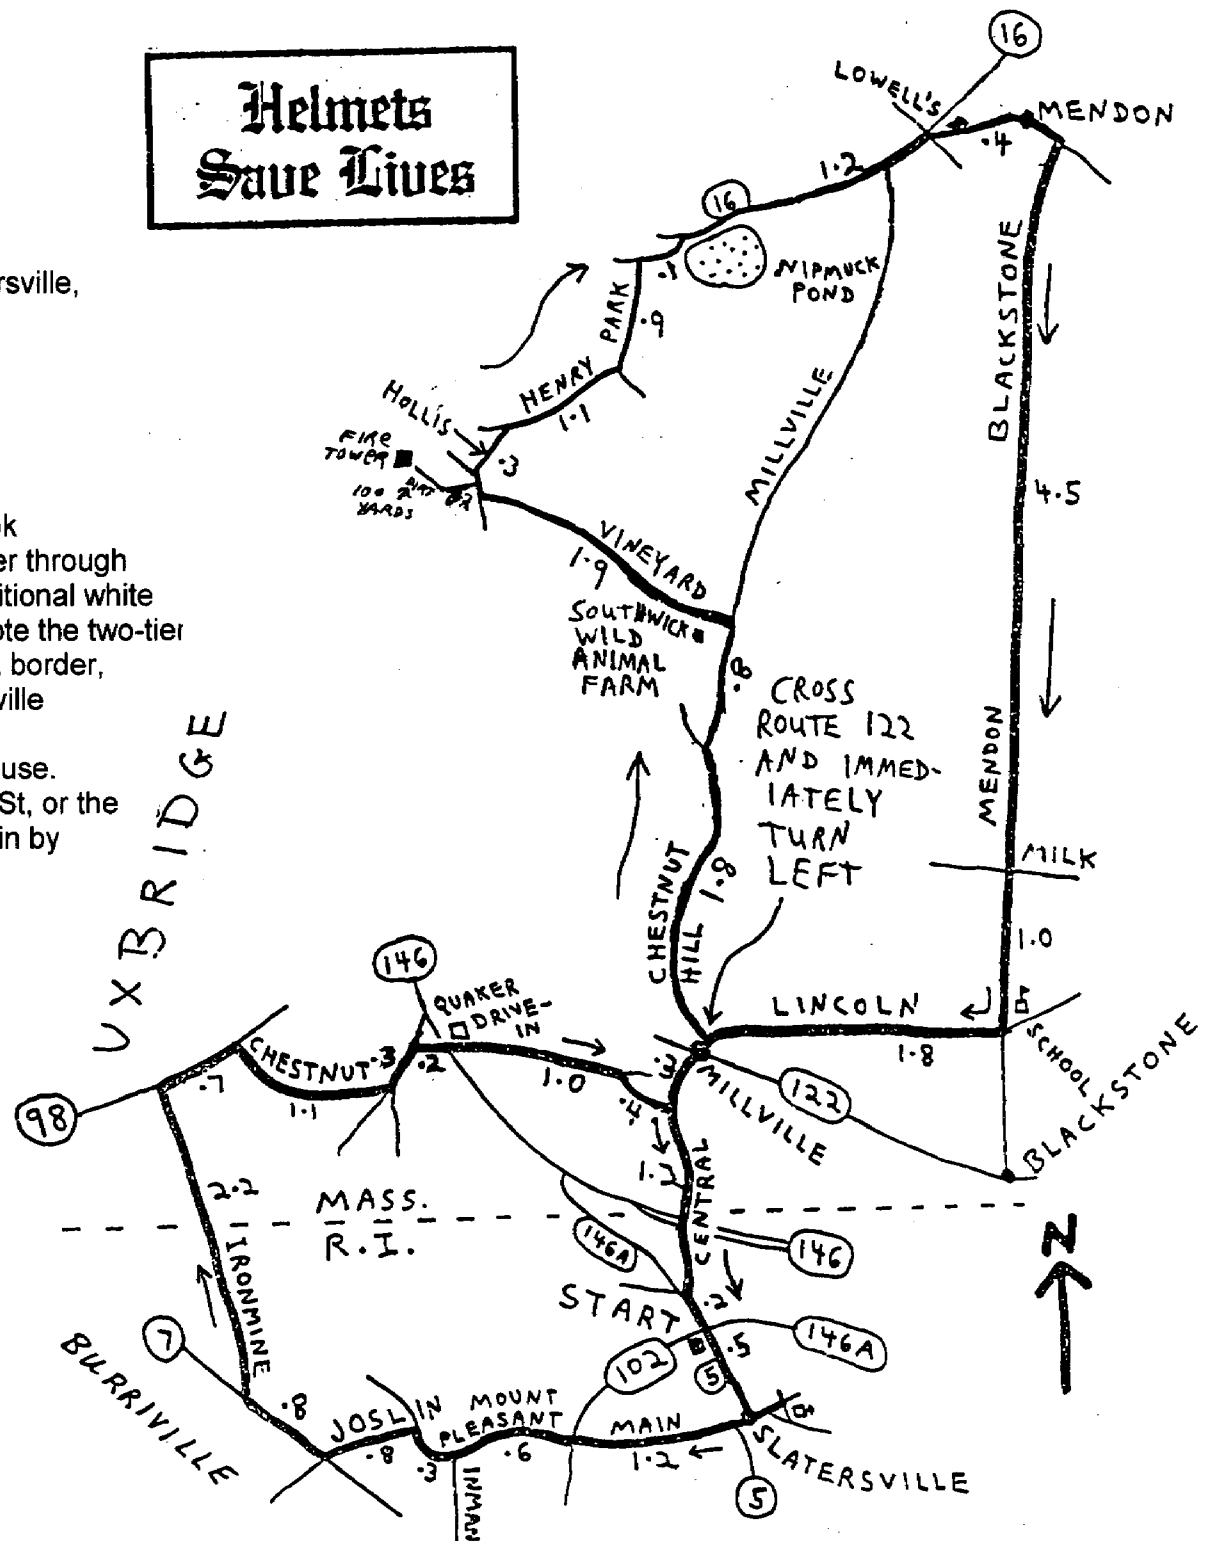 Helmets
Save Lives
rsville,
ok
er through
itional white
ote the two-tier
border,
ville
use.
St, or the
in by
16
LOWELL'S
MENDON
.4
1.2
16
NIPMUCK
POND
.1
PARK
.9
HENRY
1.1
HOLLIS
.3
FIRE
TOWER
100
YARDS
.2
VINEYARD
1.9
SOUTHWICK
WILD
ANIMAL
FARM
MILLVILLE
.8
BLACKSTONE
4.5
MENDON
MILK
1.0
CROSS
ROUTE 122
AND IMMED-
IATELY
TURN
LEFT
CHESTNUT
HILL
1.8
UXBRIDGE
146
QUAKER
DRIVE-
IN
CHESTNUT
.3
.2
1.0
.4
.3
.7
1.1
98
LINCOLN
1.8
SCHOOL
BLACKSTONE
MILLVILLE
122
CENTRAL
2.2
MASS.
R.I.
IRONMINE
146A
146
START
.2
.5
102
5
146A
7
BURRIVILLE
.8
JOSLIN
.8
.3
MOUNT
PLEASANT
.6
MAIN
1.2
INMAN
SLATERSVILLE
5
N